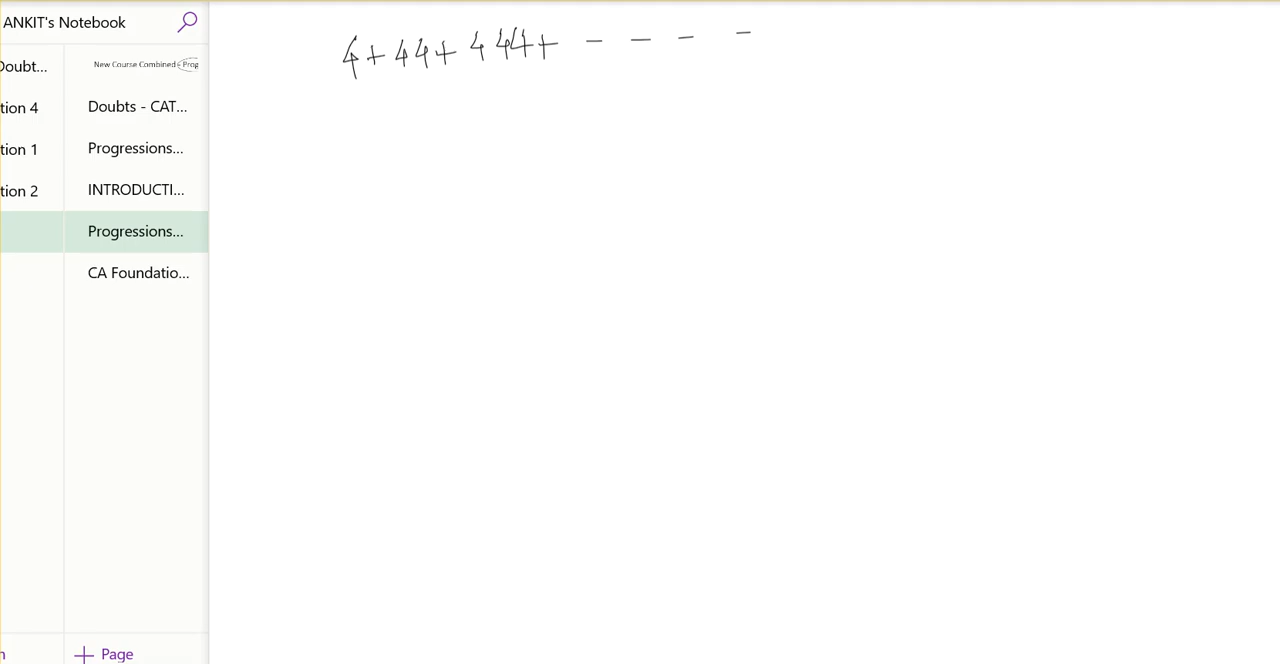 ANKIT's Notebook
4+44+444+ - - - -
Doubt...
New Course Combined - Prog
tion 4
Doubts - CAT...
tion 1
Progressions...
tion 2
INTRODUCTI...
Progressions...
CA Foundatio...
+ Page